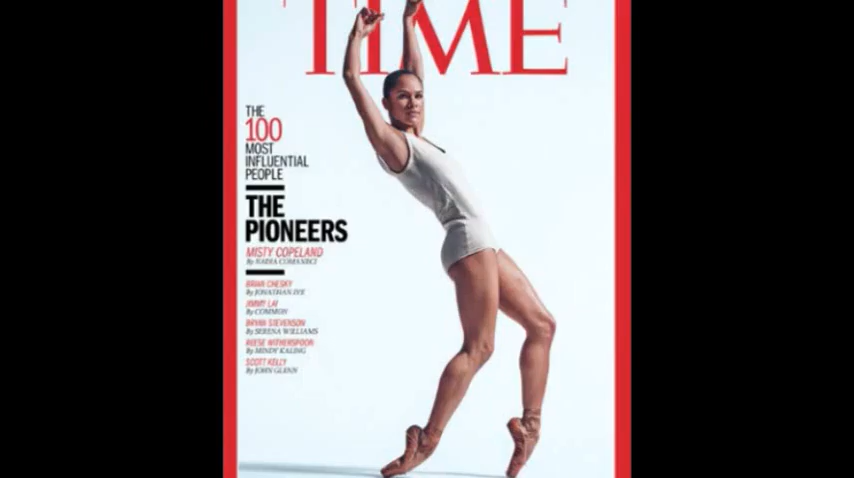 TIME
THE
100
MOST
INFLUENTIAL
PEOPLE
THE
PIONEERS
MISTY COPELAND
By NADIA COMANECI
BRIAN CHESKY
By JONATHAN IVE
JIMMY LAI
By COMMON
BRYAN STEVENSON
By SERENA WILLIAMS
REESE WITHERSPOON
By MINDY KALING
SCOTT KELLY
By JOHN GLENN